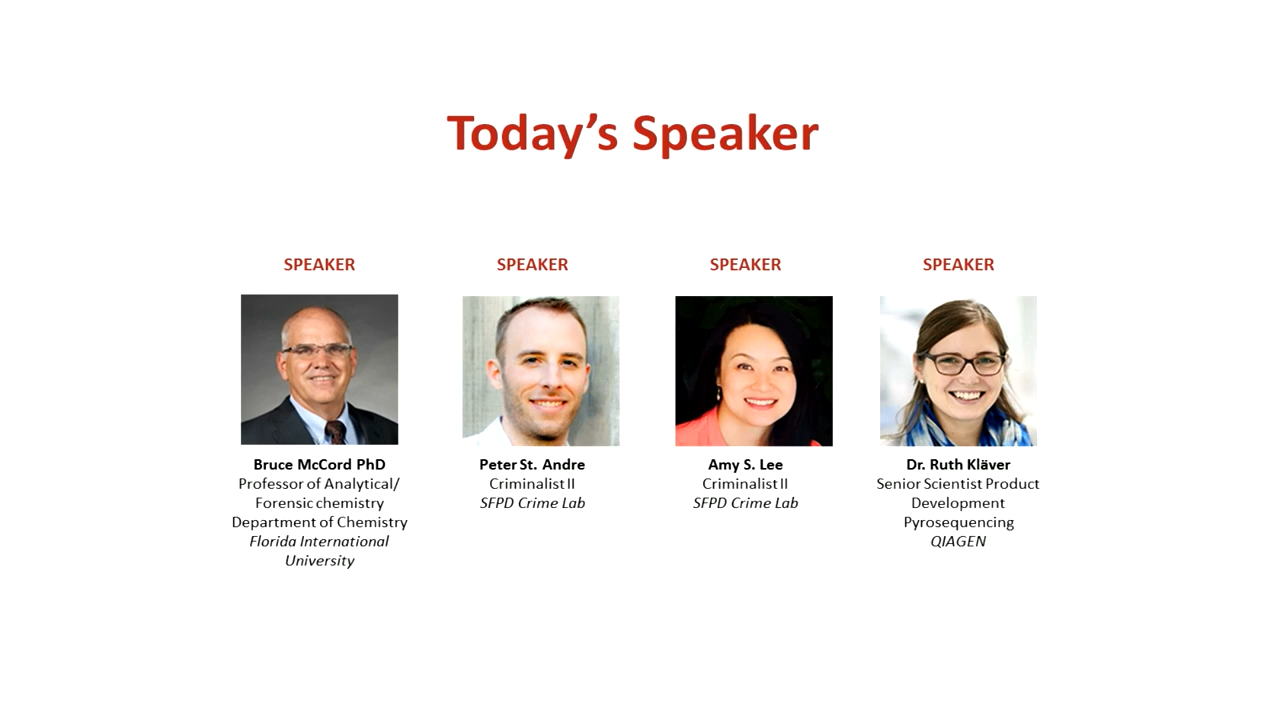 Today’s Speaker
SPEAKER
Bruce McCord PhD
Professor of Analytical/
Forensic chemistry
Department of Chemistry
Florida International
University
SPEAKER
Peter St. Andre
Criminalist II
SFPD Crime Lab
SPEAKER
Amy S. Lee
Criminalist II
SFPD Crime Lab
SPEAKER
Dr. Ruth Kläver
Senior Scientist Product
Development
Pyrosequencing
QIAGEN